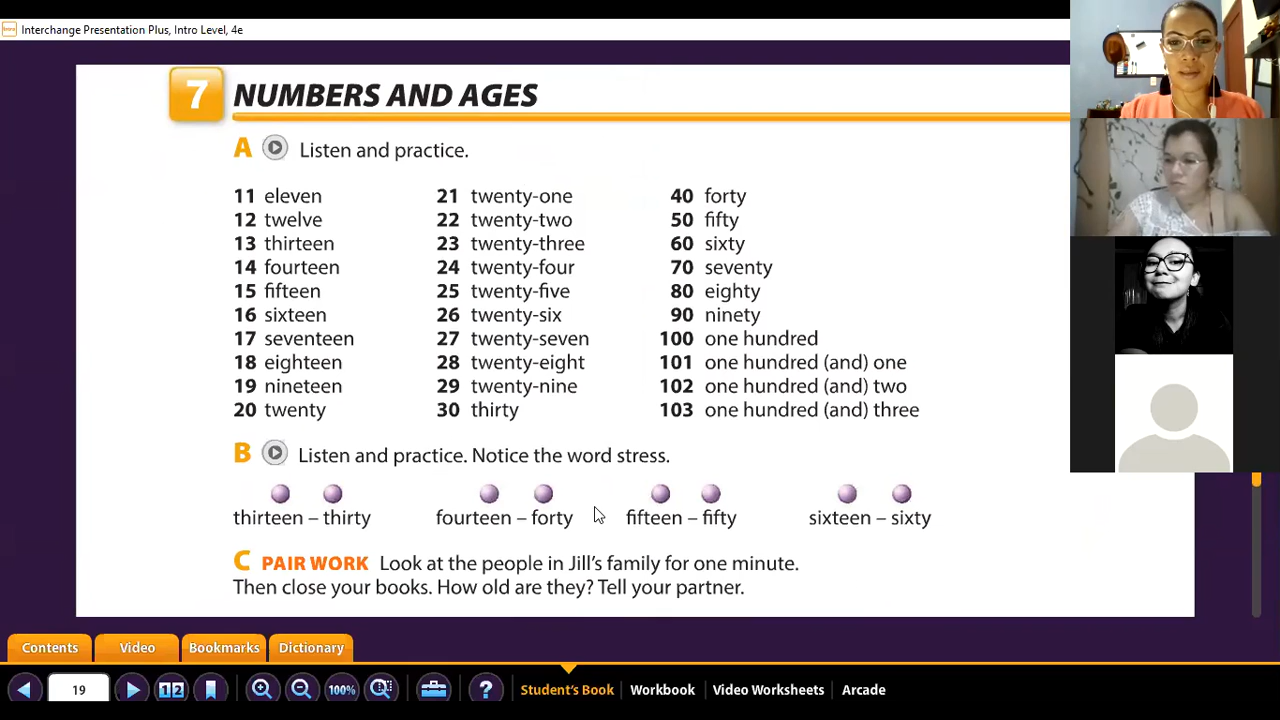 Interchange Presentation Plus, Intro Level, 4e
7 NUMBERS AND AGES
A Listen and practice.
11 eleven
12 twelve
13 thirteen
14 fourteen
15 fifteen
16 sixteen
17 seventeen
18 eighteen
19 nineteen
20 twenty
21 twenty-one
22 twenty-two
23 twenty-three
24 twenty-four
25 twenty-five
26 twenty-six
27 twenty-seven
28 twenty-eight
29 twenty-nine
30 thirty
40 forty
50 fifty
60 sixty
70 seventy
80 eighty
90 ninety
100 one hundred
101 one hundred (and) one
102 one hundred (and) two
103 one hundred (and) three
B Listen and practice. Notice the word stress.
thirteen – thirty fourteen – forty fifteen – fifty sixteen – sixty
C PAIR WORK Look at the people in Jill’s family for one minute.
Then close your books. How old are they? Tell your partner.
Contents Video Bookmarks Dictionary
19 12 100% ? Student's Book Workbook Video Worksheets Arcade